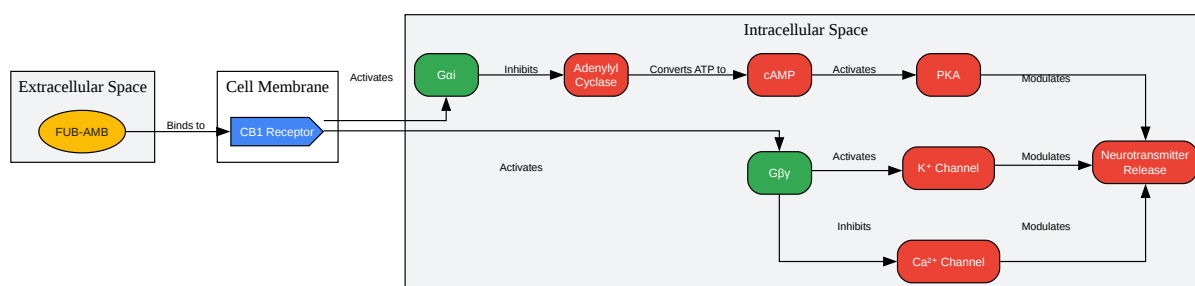 Intracellular Space
Extracellular Space
Cell Membrane
Activates
Gαi
Inhibits
Adenylyl
Cyclase
Converts ATP to
cAMP
Activates
PKA
Modulates
FUB-AMB
Binds to
CB1 Receptor
Activates
Gβγ
Activates
K⁺ Channel
Modulates
Neurotransmitter
Release
Inhibits
Ca²⁺ Channel
Modulates